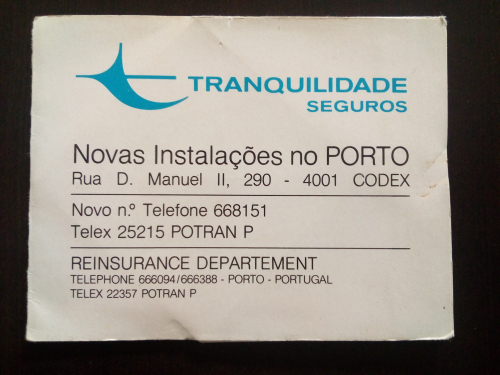 TRANQUILIDADE
SEGUROS
Novas Instalações no PORTO
Rua D. Manuel II, 290 - 4001 CODEX
Novo n.º Telefone 668151
Telex 25215 POTRAN P
REINSURANCE DEPARTEMENT
TELEPHONE 666094/666388 - PORTO - PORTUGAL
TELEX 22357 POTRAN P